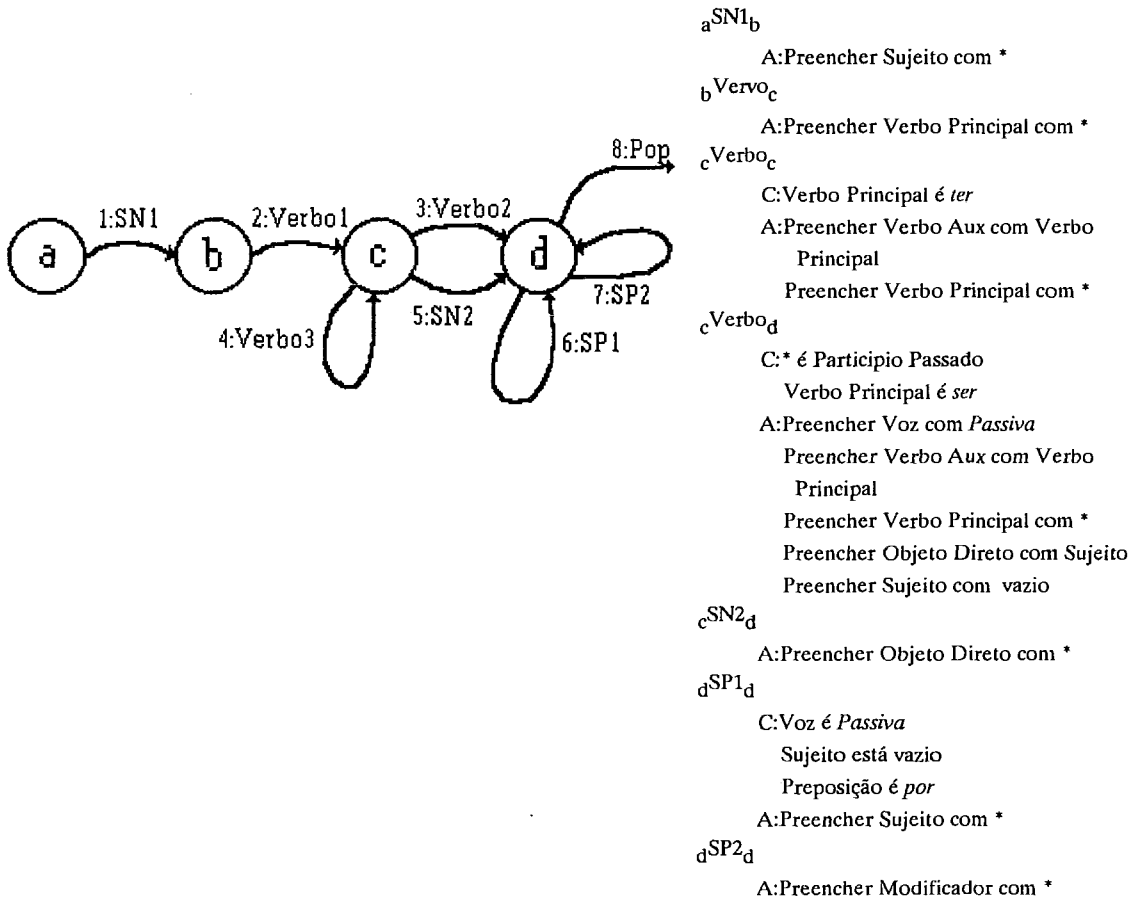 8:Pop
1:SN1
2:Verbo1
3:Verbo2
a
b
c
d
7:SP2
4:Verbo3
5:SN2
6:SP1
aSN1b
A:Preencher Sujeito com *
bVervoc
A:Preencher Verbo Principal com *
cVerboc
C:Verbo Principal é ter
A:Preencher Verbo Aux com Verbo
Principal
Preencher Verbo Principal com *
cVerbod
C:* é Participio Passado
Verbo Principal é ser
A:Preencher Voz com Passiva
Preencher Verbo Aux com Verbo
Principal
Preencher Verbo Principal com *
Preencher Objeto Direto com Sujeito
Preencher Sujeito com vazio
cSN2d
A:Preencher Objeto Direto com *
dSP1d
C:Voz é Passiva
Sujeito está vazio
Preposição é por
A:Preencher Sujeito com *
dSP2d
A:Preencher Modificador com *